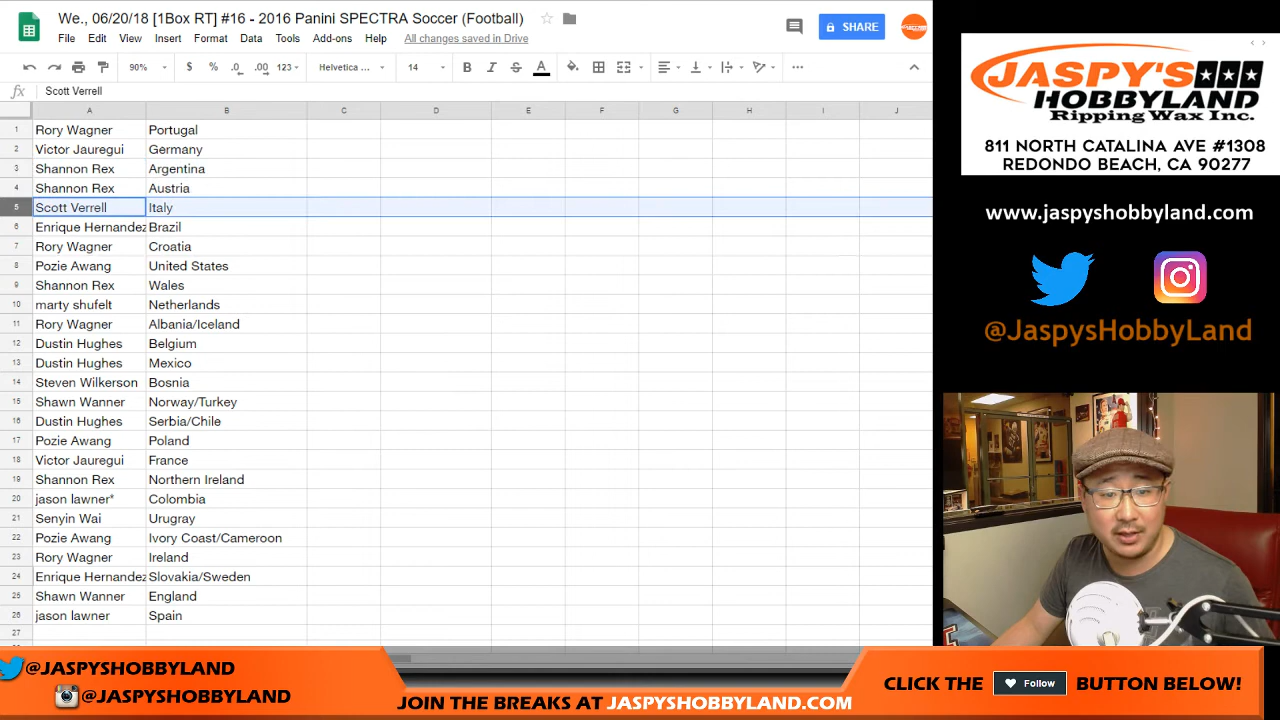 We., 06/20/18 [1Box RT] #16 - 2016 Panini SPECTRA Soccer (Football)
File Edit View Insert Format Data Tools Add-ons Help All changes saved in Drive
SHARE
90% $ % .0 .00 123 Helvetica ... 14 B I S A
fx Scott Verrell
A B C D E F G H I J
1 Rory Wagner Portugal
2 Victor Jauregui Germany
3 Shannon Rex Argentina
4 Shannon Rex Austria
5 Scott Verrell Italy
6 Enrique Hernandez Brazil
7 Rory Wagner Croatia
8 Pozie Awang United States
9 Shannon Rex Wales
10 marty shufelt Netherlands
11 Rory Wagner Albania/Iceland
12 Dustin Hughes Belgium
13 Dustin Hughes Mexico
14 Steven Wilkerson Bosnia
15 Shawn Wanner Norway/Turkey
16 Dustin Hughes Serbia/Chile
17 Pozie Awang Poland
18 Victor Jauregui France
19 Shannon Rex Northern Ireland
20 jason lawner* Colombia
21 Senyin Wai Urugray
22 Pozie Awang Ivory Coast/Cameroon
23 Rory Wagner Ireland
24 Enrique Hernandez Slovakia/Sweden
25 Shawn Wanner England
26 jason lawner Spain
27
JASPY'S
HOBBYLAND
Ripping Wax Inc.
811 NORTH CATALINA AVE #1308
REDONDO BEACH, CA 90277
www.jaspyshobbyland.com
@JaspysHobbyLand
@JASPYSHOBBYLAND
@JASPYSHOBBYLAND
JOIN THE BREAKS AT JASPYSHOBBYLAND.COM
CLICK THE Follow BUTTON BELOW!